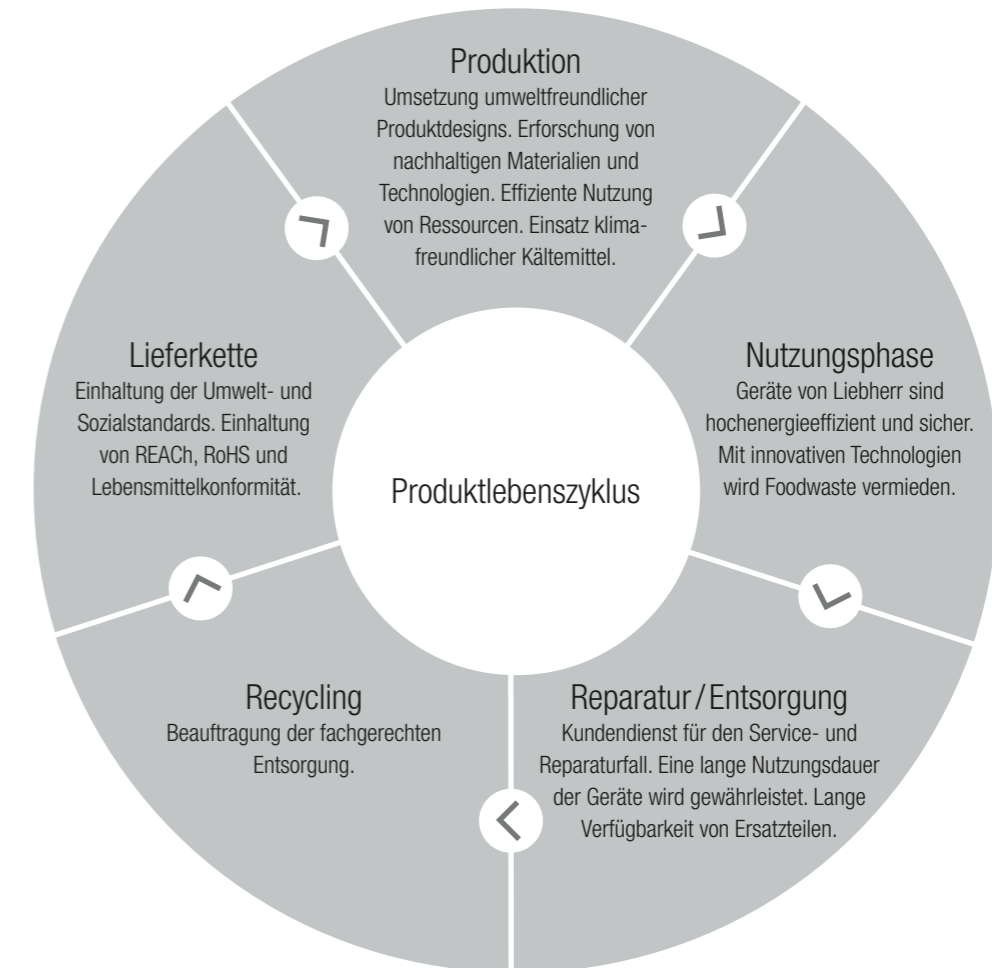 Produktion
Umsetzung umweltfreundlicher
Produktdesigns. Erforschung von
nachhaltigen Materialien und
Technologien. Effiziente Nutzung
von Ressourcen. Einsatz klima-
freundlicher Kältemittel.
Nutzungsphase
Geräte von Liebherr sind
hochenergieeffizient und sicher.
Mit innovativen Technologien
wird Foodwaste vermieden.
Reparatur / Entsorgung
Kundendienst für den Service- und
Reparaturfall. Eine lange Nutzungsdauer
der Geräte wird gewährleistet. Lange
Verfügbarkeit von Ersatzteilen.
Recycling
Beauftragung der fachgerechten
Entsorgung.
Lieferkette
Einhaltung der Umwelt- und
Sozialstandards. Einhaltung
von REACh, RoHS und
Lebensmittelkonformität.
Produktlebenszyklus